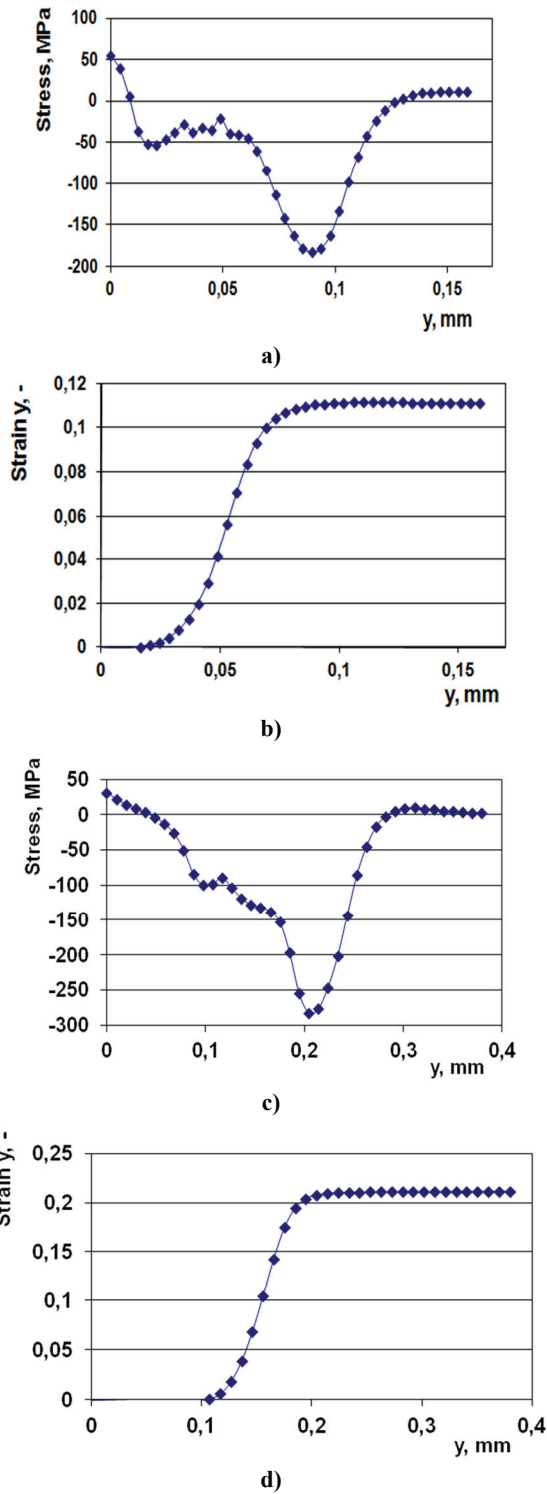 Stress, MPa
100
50
0
-50
-100
-150
-200
0 0,05 0,1 0,15
y, mm
a)
Strain y, -
0,12
0,1
0,08
0,06
0,04
0,02
0
0 0,05 0,1 0,15
y, mm
b)
Stress, MPa
50
0
-50
-100
-150
-200
-250
-300
0 0,1 0,2 0,3 0,4
y, mm
c)
Strain y, -
0,25
0,2
0,15
0,1
0,05
0
0 0,1 0,2 0,3 0,4
y, mm
d)